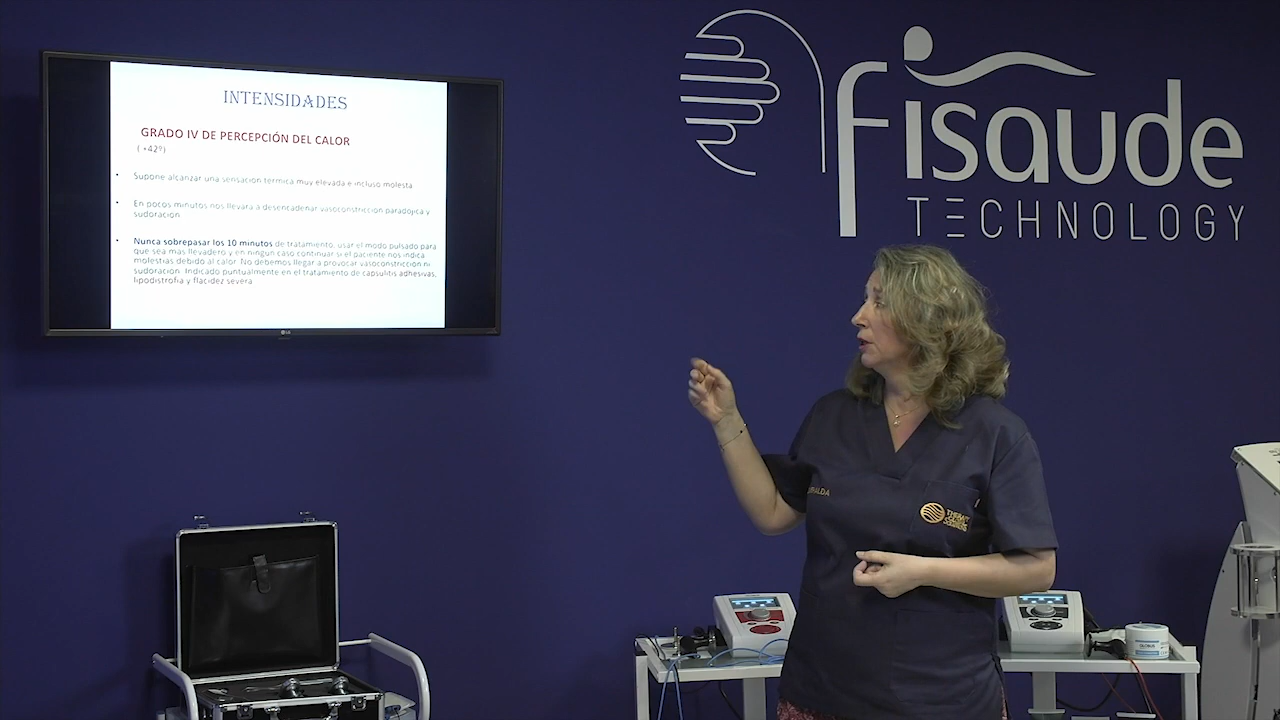 INTENSIDADES
GRADO IV DE PERCEPCIÓN DEL CALOR
( +42º)
• Supone alcanzar una sensación térmica muy elevada e incluso molesta
• En pocos minutos nos llevará a desencadenar vasoconstricción paradójica y
sudoración
• Nunca sobrepasar los 10 minutos de tratamiento, usar el modo pulsado para
que sea mas llevadero y en ningún caso continuar si el paciente nos indica
molestias debido al calor. No debemos llegar a provocar vasoconstricción ni
sudoración. Indicado puntualmente en el tratamiento de capsulitis adhesivas,
lipodistrofia y flacidez severa
LG
fisaude
TECHNOLOGY
THERAPY
GLOBUS